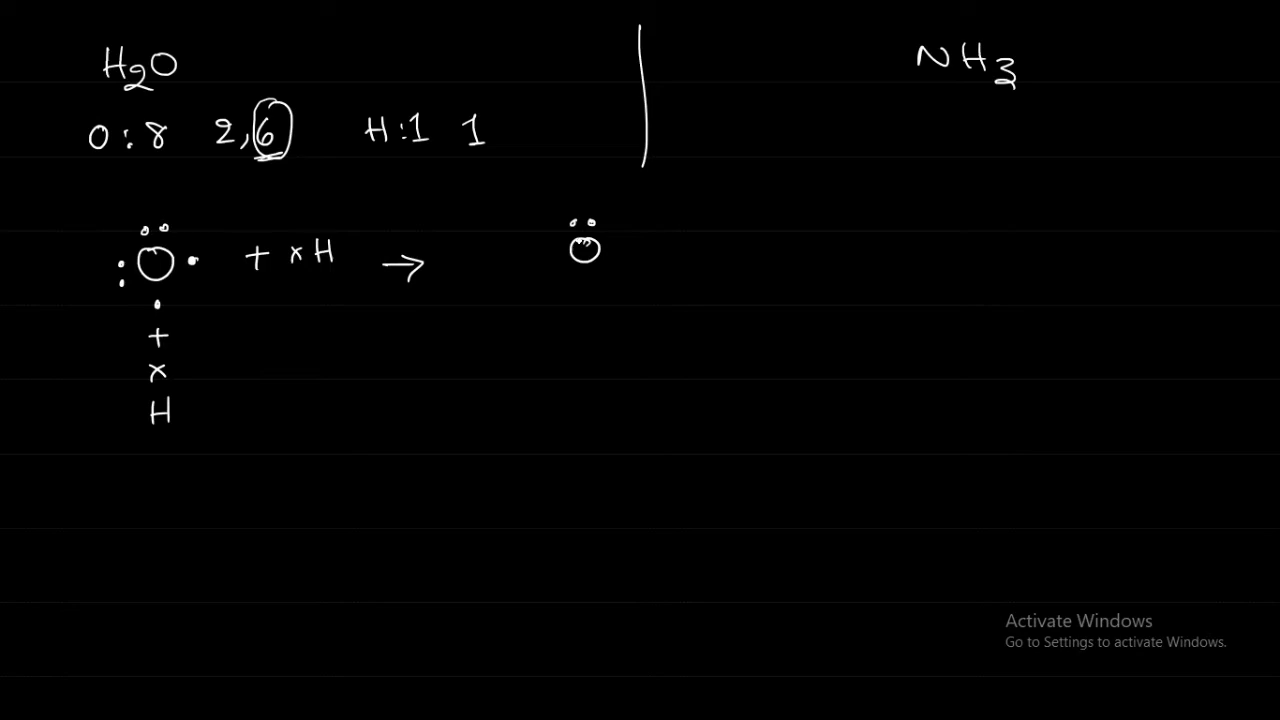 H₂O
O : 8 2,6 H : 1 1
O + x H → O
+
x
H
NH₃
Activate Windows
Go to Settings to activate Windows.